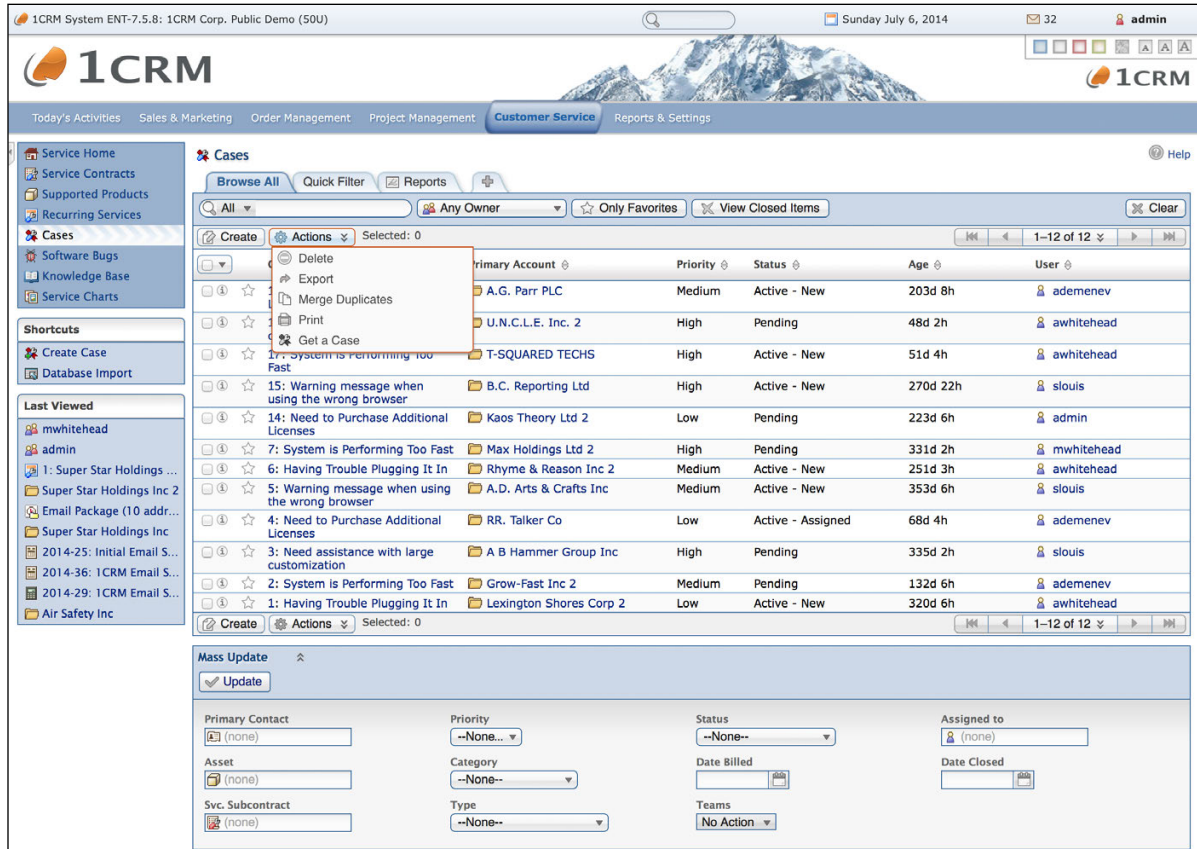 1CRM System ENT-7.5.8: 1CRM Corp. Public Demo (50U)
Sunday July 6, 2014
32
admin
A A A
1CRM
1CRM
Today's Activities Sales & Marketing Order Management Project Management Customer Service Reports & Settings
Service Home
Service Contracts
Supported Products
Recurring Services
Cases
Software Bugs
Knowledge Base
Service Charts
Shortcuts
Create Case
Database Import
Last Viewed
mwhitehead
admin
1: Super Star Holdings ...
Super Star Holdings Inc 2
Email Package (10 addr...
Super Star Holdings Inc
2014-25: Initial Email S...
2014-36: 1CRM Email S...
2014-29: 1CRM Email S...
Air Safety Inc
Cases
Help
Browse All Quick Filter Reports
All Any Owner Only Favorites View Closed Items Clear
Create Actions Selected: 0 1–12 of 12
Delete
Export
Merge Duplicates
Print
Get a Case
Primary Account Priority Status Age User
A.G. Parr PLC Medium Active - New 203d 8h ademenev
U.N.C.L.E. Inc. 2 High Pending 48d 2h awhitehead
17: System is Performing Too T-SQUARED TECHS High Active - New 51d 4h awhitehead
Fast
15: Warning message when B.C. Reporting Ltd High Active - New 270d 22h slouis
using the wrong browser
14: Need to Purchase Additional Kaos Theory Ltd 2 Low Pending 223d 6h admin
Licenses
7: System is Performing Too Fast Max Holdings Ltd 2 High Pending 331d 2h mwhitehead
6: Having Trouble Plugging It In Rhyme & Reason Inc 2 Medium Active - New 251d 3h awhitehead
5: Warning message when using A.D. Arts & Crafts Inc Medium Active - New 353d 6h slouis
the wrong browser
4: Need to Purchase Additional RR. Talker Co Low Active - Assigned 68d 4h ademenev
Licenses
3: Need assistance with large A B Hammer Group Inc High Pending 335d 2h slouis
customization
2: System is Performing Too Fast Grow-Fast Inc 2 Medium Pending 132d 6h ademenev
1: Having Trouble Plugging It In Lexington Shores Corp 2 Low Active - New 320d 6h awhitehead
Create Actions Selected: 0 1–12 of 12
Mass Update
Update
Primary Contact Priority Status Assigned to
(none) --None... --None-- (none)
Asset Category Date Billed Date Closed
(none) --None--
Svc. Subcontract Type Teams
(none) --None-- No Action